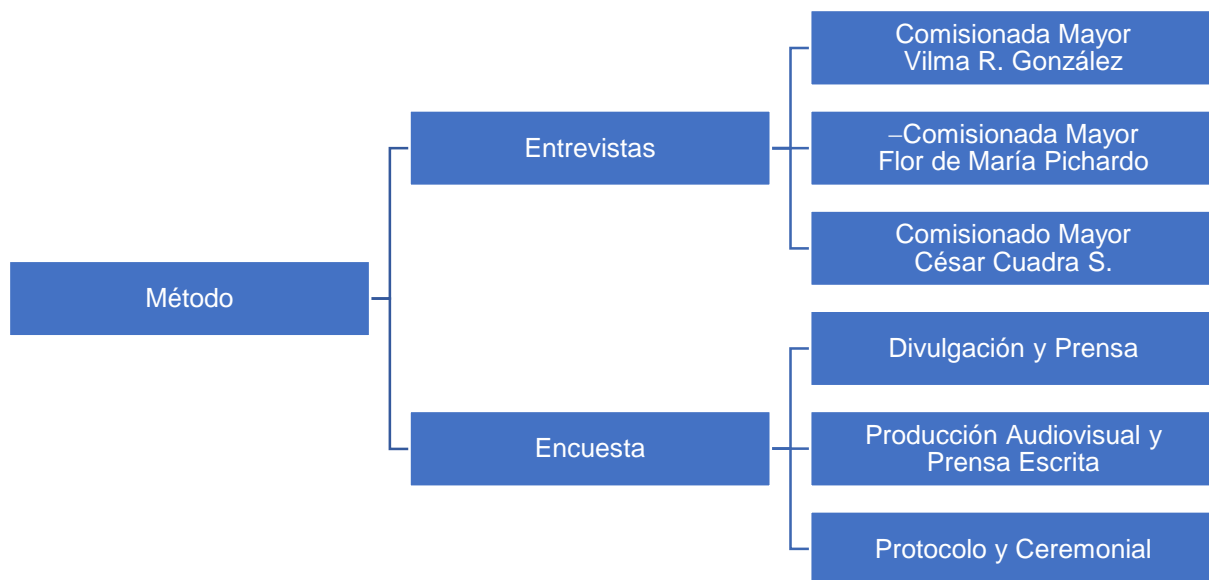 Método
Entrevistas
Comisionada Mayor
Vilma R. González
–Comisionada Mayor
Flor de María Pichardo
Comisionado Mayor
César Cuadra S.
Encuesta
Divulgación y Prensa
Producción Audiovisual y
Prensa Escrita
Protocolo y Ceremonial